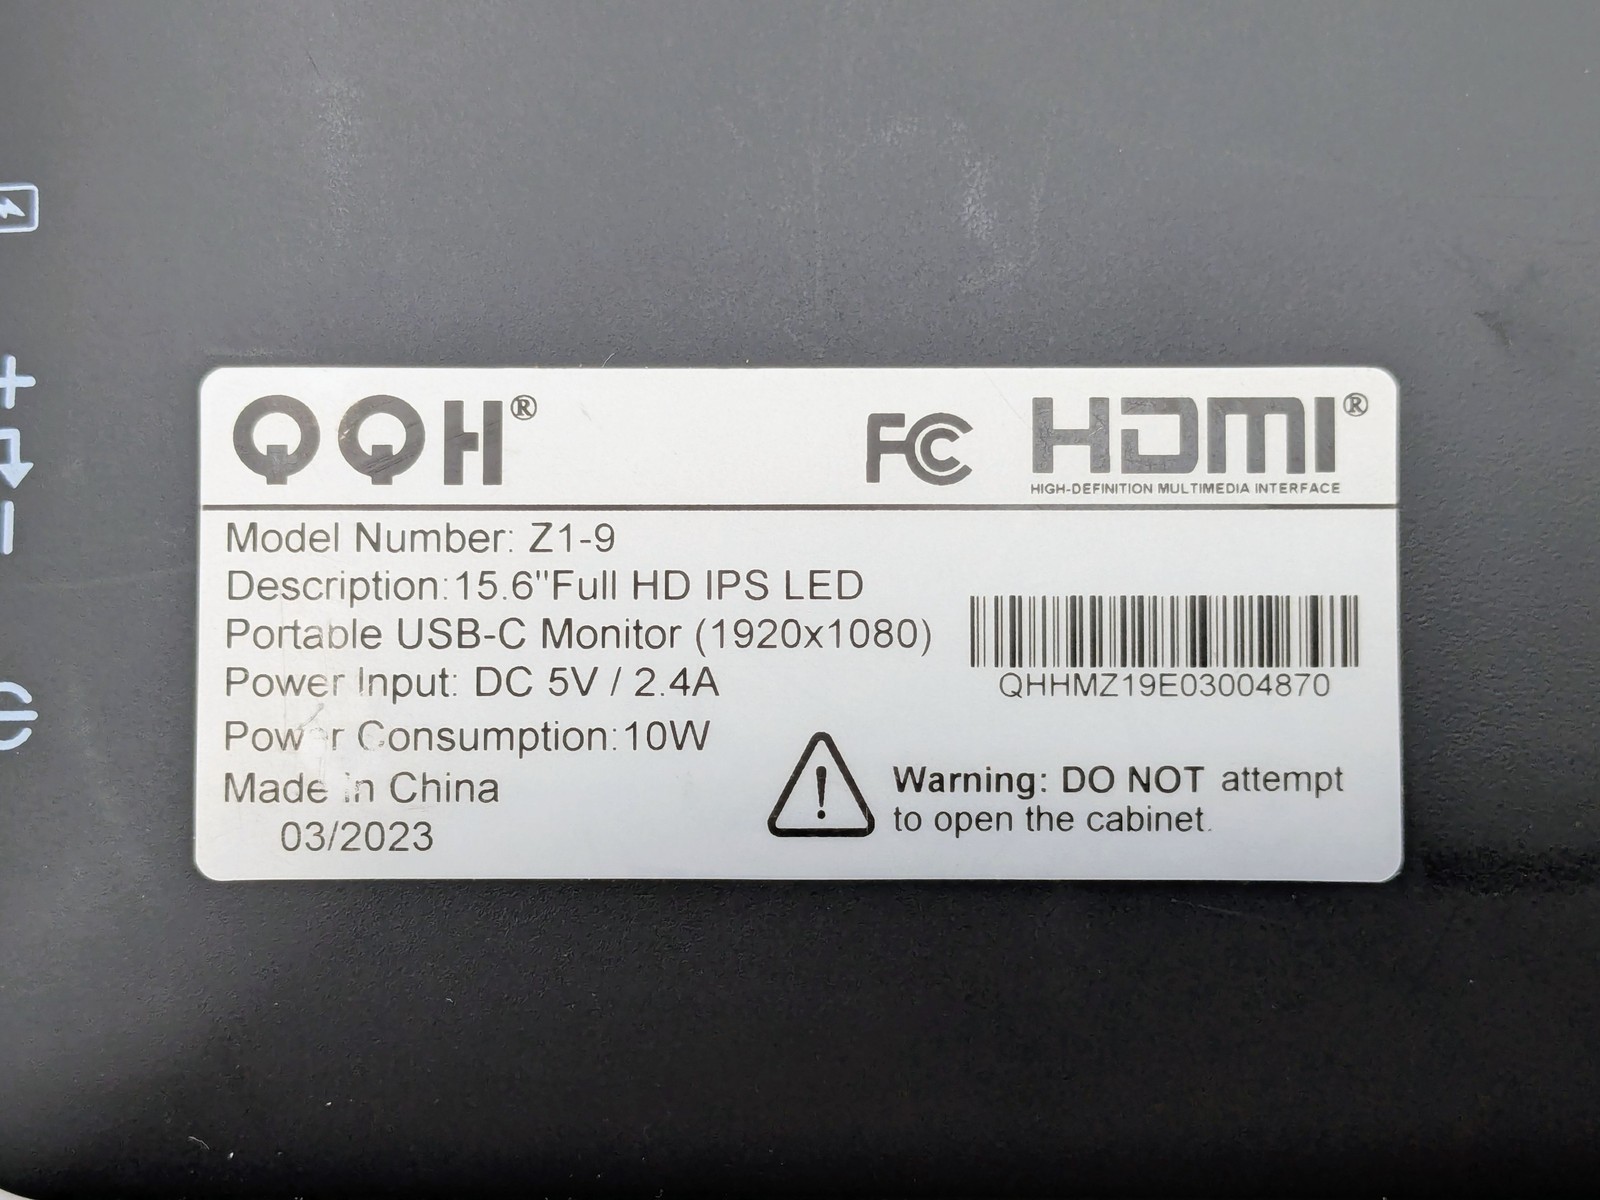 QQH®
FC HDMI®
HIGH-DEFINITION MULTIMEDIA INTERFACE
Model Number: Z1-9
Description:15.6"Full HD IPS LED
Portable USB-C Monitor (1920x1080)
Power Input: DC 5V / 2.4A
Power Consumption:10W
Made in China
03/2023
QHHMZ19E03004870
Warning: DO NOT attempt
to open the cabinet.